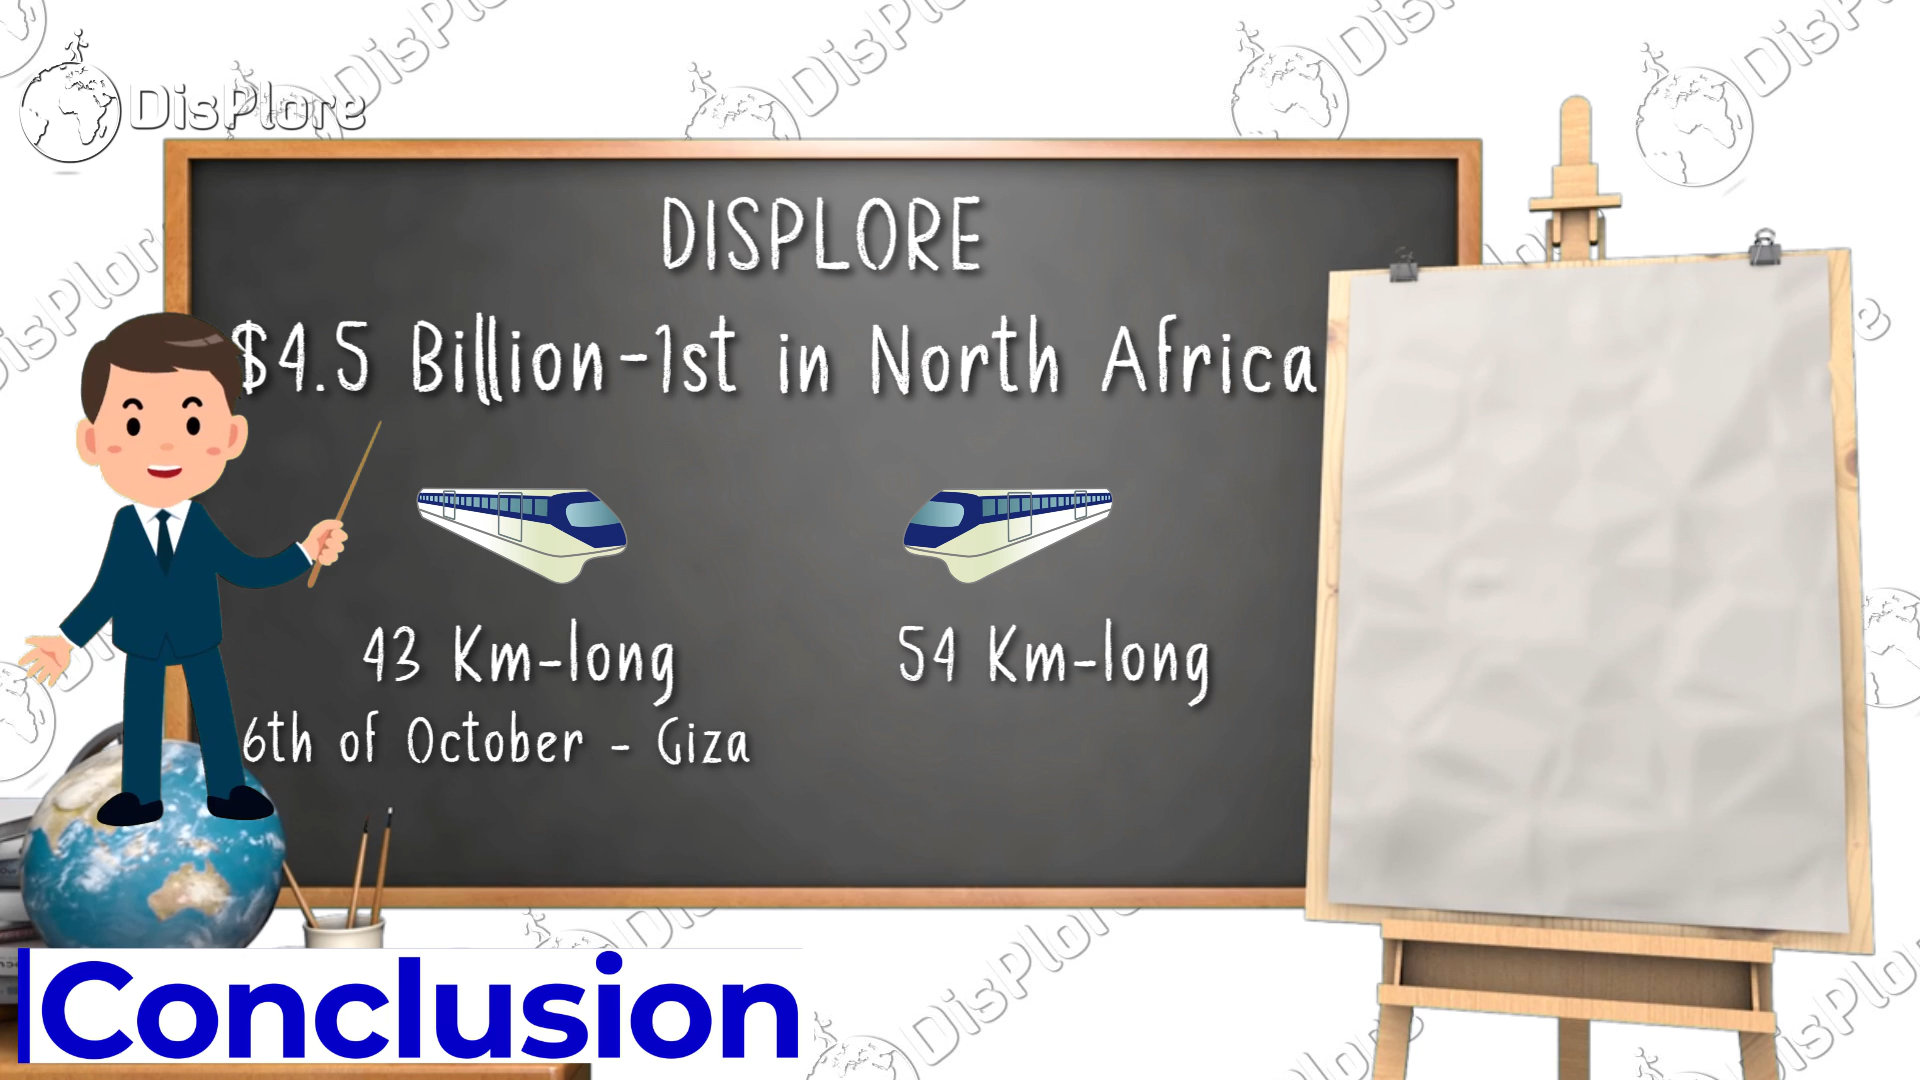 DisPlore
DISPLORE
$4.5 Billion-1st in North Africa
43 Km-long
54 Km-long
6th of October - Giza
Conclusion